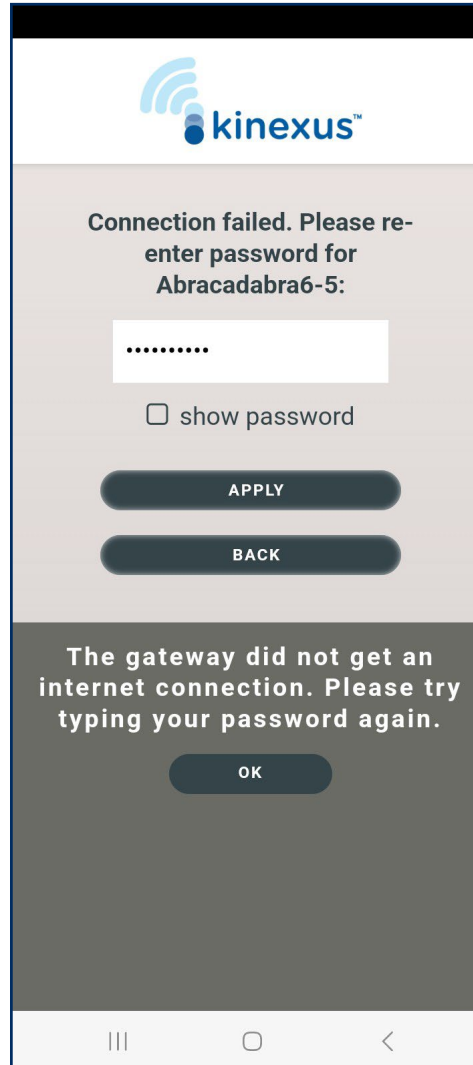 kinexus™
Connection failed. Please re-
enter password for
Abracadabra6-5:
••••••••••
show password
APPLY
BACK
The gateway did not get an
internet connection. Please try
typing your password again.
OK